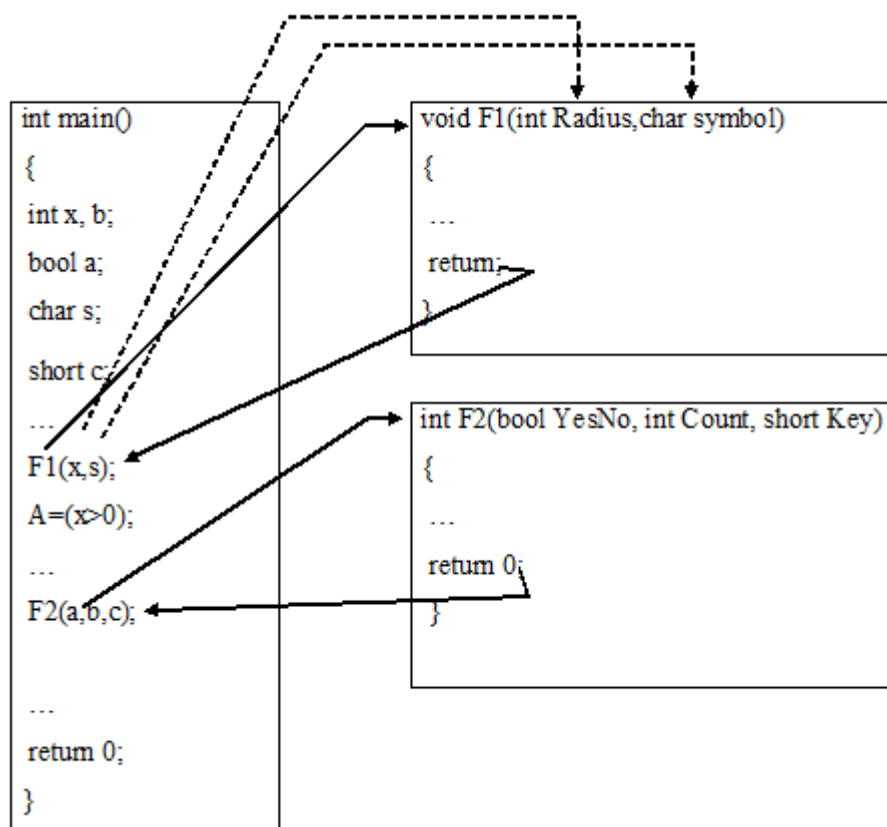 int main()
{
int x, b;
bool a;
char s;
short c;
...
F1(x,s);
A=(x>0);
...
F2(a,b,c);
...
return 0;
}
void F1(int Radius,char symbol)
{
...
return;
}
int F2(bool YesNo, int Count, short Key)
{
...
return 0;
}